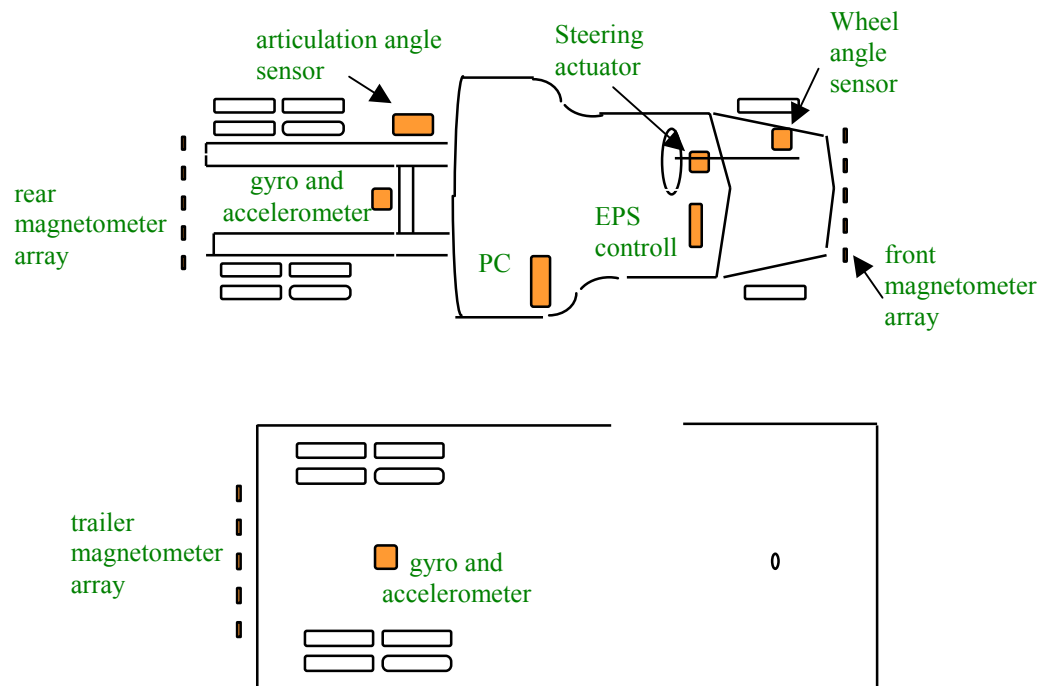 articulation angle
sensor
Steering
actuator
Wheel
angle
sensor
rear
magnetometer
array
gyro and
accelerometer
EPS
controll
PC
front
magnetometer
array
trailer
magnetometer
array
gyro and
accelerometer